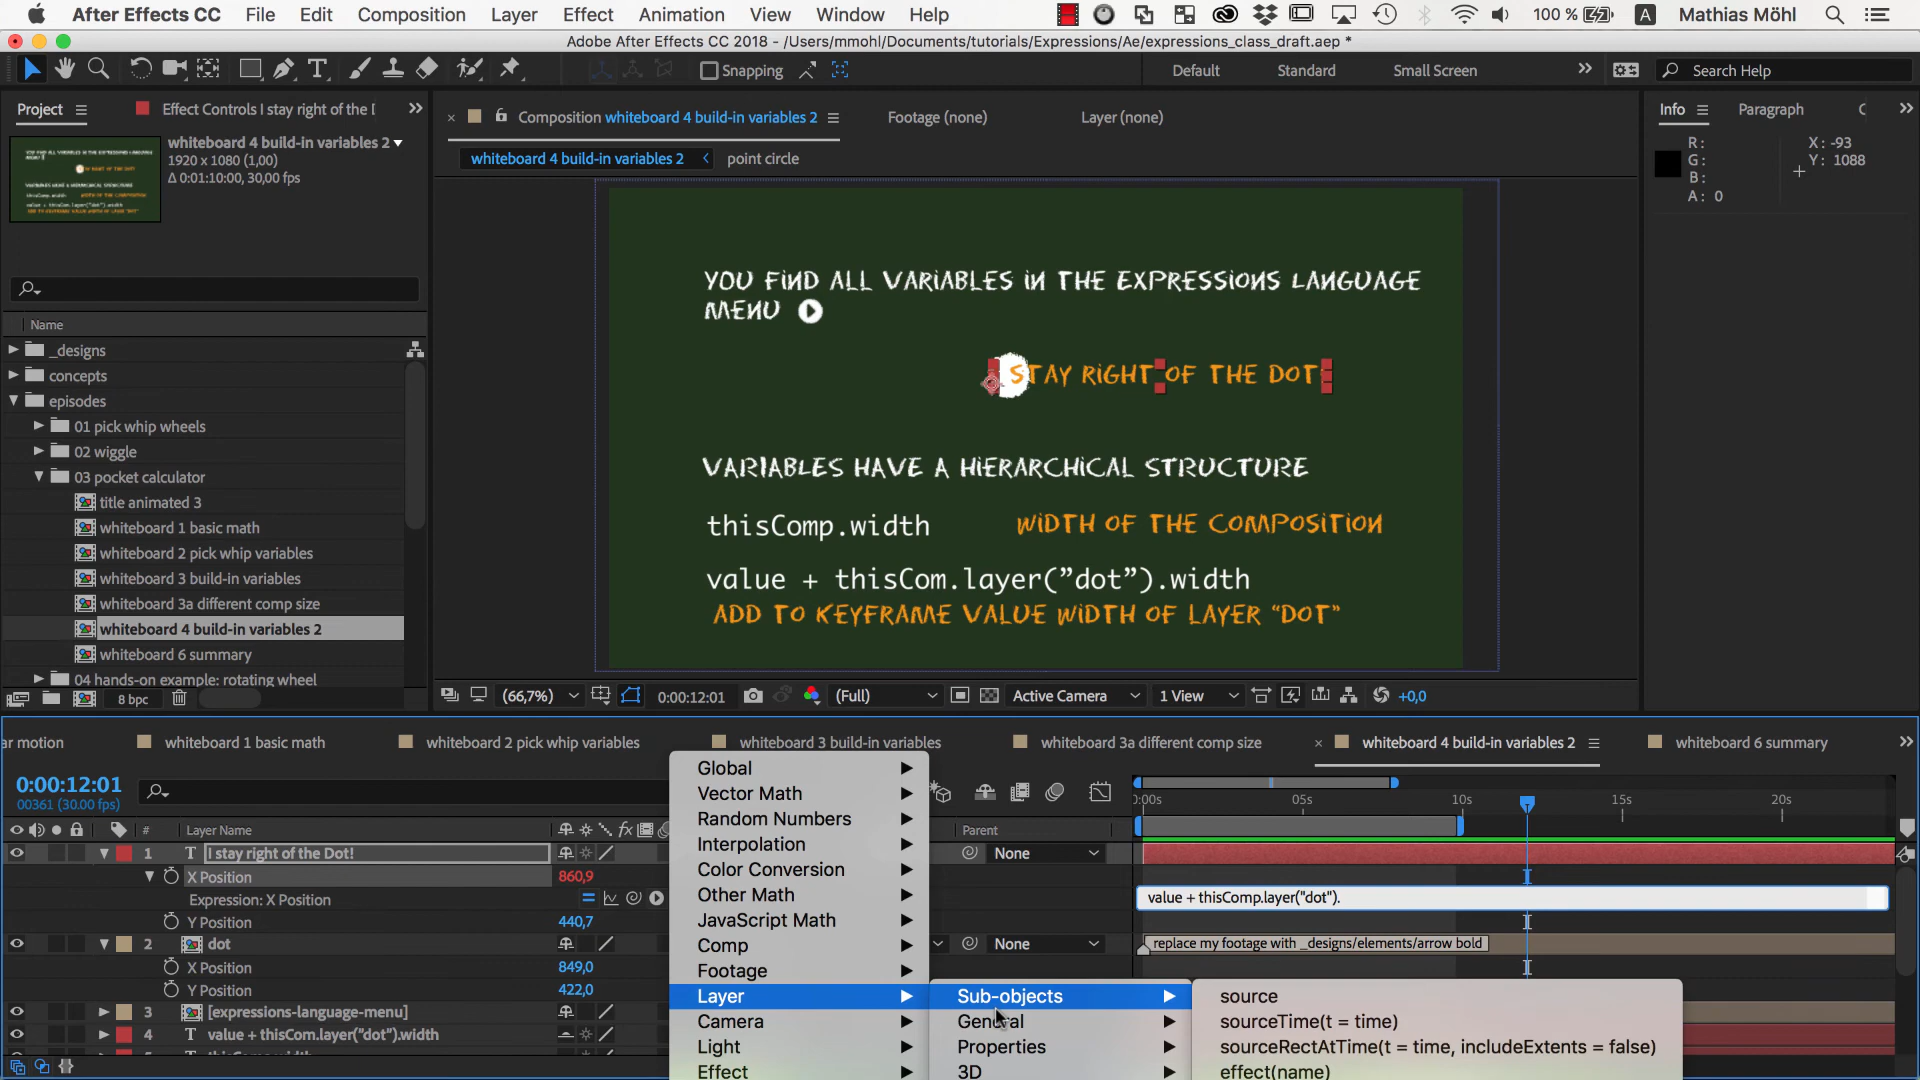 After Effects CC File Edit Composition Layer Effect Animation View Window Help 100 % A Mathias Möhl
Adobe After Effects CC 2018 - /Users/mmohl/Documents/tutorials/Expressions/Ae/expressions_class_draft.aep *
Snapping Default Standard Small Screen Search Help
Project Effect Controls I stay right of the
Composition whiteboard 4 build-in variables 2 Footage (none) Layer (none)
Info Paragraph C
whiteboard 4 build-in variables 2
1920 x 1080 (1,00)
Δ 0:01:10:00, 30,00 fps
whiteboard 4 build-in variables 2 point circle
R: X: -93
G: Y: 1088
B:
A: 0
YOU FIND ALL VARIABLES IN THE EXPRESSIONS LANGUAGE
MENU
STAY RIGHT OF THE DOT
VARIABLES HAVE A HIERARCHICAL STRUCTURE
thisComp.width WIDTH OF THE COMPOSITION
value + thisCom.layer("dot").width
ADD TO KEYFRAME VALUE WIDTH OF LAYER "DOT"
Name
_designs
concepts
episodes
01 pick whip wheels
02 wiggle
03 pocket calculator
title animated 3
whiteboard 1 basic math
whiteboard 2 pick whip variables
whiteboard 3 build-in variables
whiteboard 3a different comp size
whiteboard 4 build-in variables 2
whiteboard 6 summary
04 hands-on example: rotating wheel
8 bpc
(66,7%) 0:00:12:01 (Full) Active Camera 1 View +0,0
ar motion whiteboard 1 basic math whiteboard 2 pick whip variables whiteboard 3 build-in variables whiteboard 3a different comp size whiteboard 4 build-in variables 2 whiteboard 6 summary
0:00:12:01
00361 (30.00 fps)
:00s 05s 10s 15s 20s
# Layer Name Parent
1 T I stay right of the Dot! None
X Position 860,9
Expression: X Position value + thisComp.layer("dot").
Y Position 440,7
2 dot None replace my footage with _designs/elements/arrow bold
X Position 849,0
Y Position 422,0
3 [expressions-language-menu]
4 T value + thisCom.layer("dot").width
Global
Vector Math
Random Numbers
Interpolation
Color Conversion
Other Math
JavaScript Math
Comp
Footage
Layer
Camera
Light
Effect
Sub-objects
General
Properties
3D
source
sourceTime(t = time)
sourceRectAtTime(t = time, includeExtents = false)
effect(name)